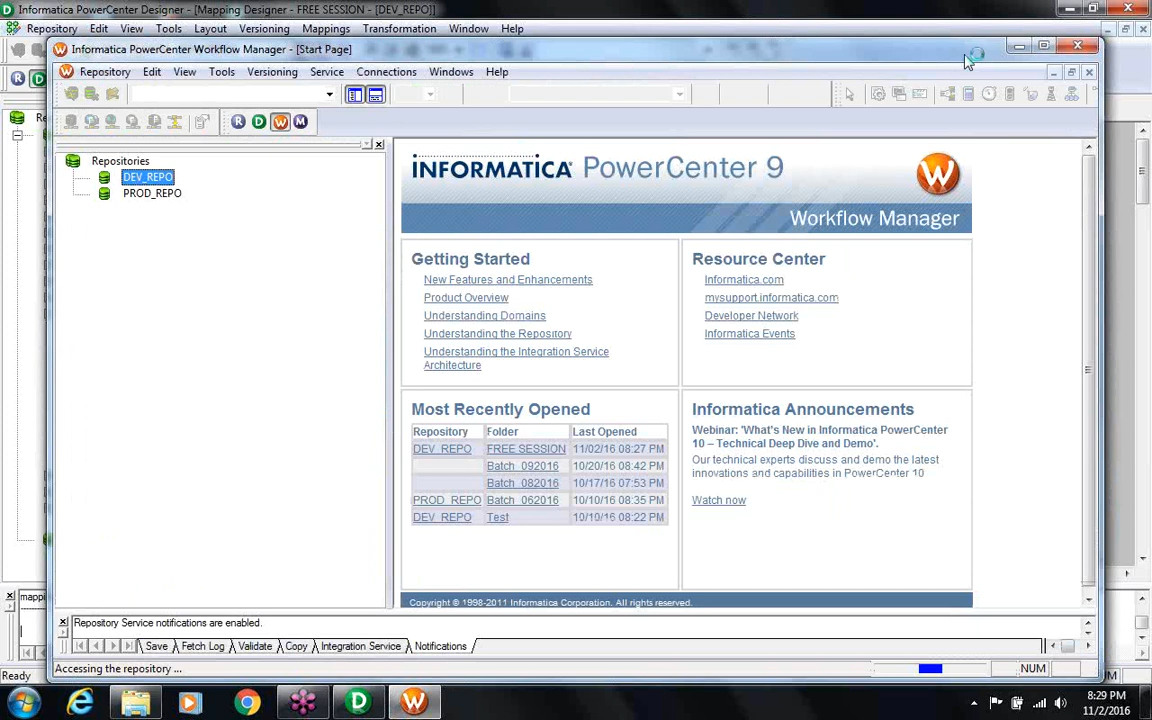 Informatica PowerCenter Designer - [Mapping Designer - FREE SESSION - [DEV_REPO]]
Repository Edit View Tools Layout Versioning Mappings Transformation Window Help
Informatica PowerCenter Workflow Manager - [Start Page]
Repository Edit View Tools Versioning Service Connections Windows Help
R D W M
Repositories
DEV_REPO
PROD_REPO
INFORMATICA PowerCenter 9
Workflow Manager
Getting Started
New Features and Enhancements
Product Overview
Understanding Domains
Understanding the Repository
Understanding the Integration Service
Architecture
Resource Center
Informatica.com
mysupport.informatica.com
Developer Network
Informatica Events
Most Recently Opened
Repository Folder Last Opened
DEV_REPO FREE SESSION 11/02/16 08:27 PM
Batch_092016 10/20/16 08:42 PM
Batch_082016 10/17/16 07:53 PM
PROD_REPO Batch_062016 10/10/16 08:35 PM
DEV_REPO Test 10/10/16 08:22 PM
Informatica Announcements
Webinar: 'What's New in Informatica PowerCenter
10 – Technical Deep Dive and Demo'.
Our technical experts discuss and demo the latest
innovations and capabilities in PowerCenter 10
Watch now
Copyright © 1998-2011 Informatica Corporation. All rights reserved.
mappin
Repository Service notifications are enabled.
Save Fetch Log Validate Copy Integration Service Notifications
Accessing the repository ...
NUM
Ready
8:29 PM
11/2/2016